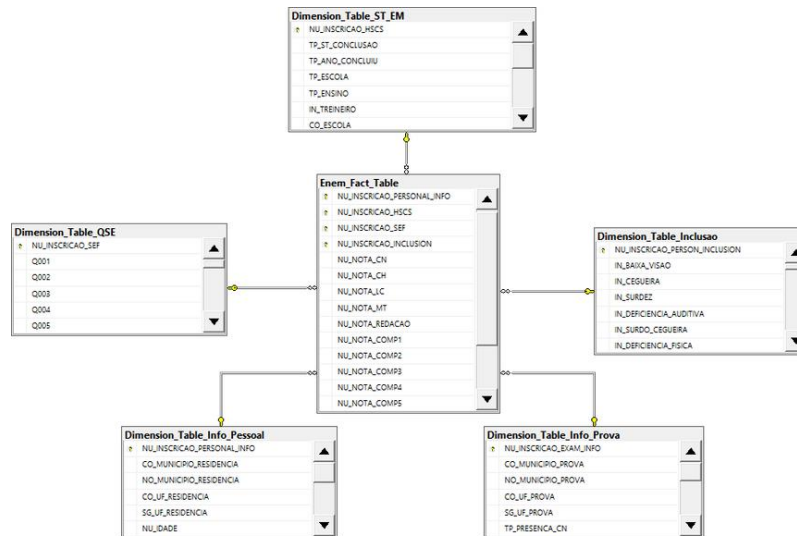 Dimension_Table_ST_EM
NU_INSCRICAO_HSCS
TP_ST_CONCLUSAO
TP_ANO_CONCLUIU
TP_ESCOLA
TP_ENSINO
IN_TREINEIRO
CO_ESCOLA
Enem_Fact_Table
NU_INSCRICAO_PERSONAL_INFO
NU_INSCRICAO_HSCS
NU_INSCRICAO_SEF
NU_INSCRICAO_INCLUSION
NU_NOTA_CN
NU_NOTA_CH
NU_NOTA_LC
NU_NOTA_MT
NU_NOTA_REDACAO
NU_NOTA_COMP1
NU_NOTA_COMP2
NU_NOTA_COMP3
NU_NOTA_COMP4
NU_NOTA_COMP5
Dimension_Table_QSE
NU_INSCRICAO_SEF
Q001
Q002
Q003
Q004
Q005
Dimension_Table_Inclusao
NU_INSCRICAO_PERSON_INCLUSION
IN_BAIXA_VISAO
IN_CEGUEIRA
IN_SURDEZ
IN_DEFICIENCIA_AUDITIVA
IN_SURDO_CEGUEIRA
IN_DEFICIENCIA_FISICA
Dimension_Table_Info_Pessoal
NU_INSCRICAO_PERSONAL_INFO
CO_MUNICIPIO_RESIDENCIA
NO_MUNICIPIO_RESIDENCIA
CO_UF_RESIDENCIA
SG_UF_RESIDENCIA
NU_IDADE
Dimension_Table_Info_Prova
NU_INSCRICAO_EXAM_INFO
CO_MUNICIPIO_PROVA
NO_MUNICIPIO_PROVA
CO_UF_PROVA
SG_UF_PROVA
TP_PRESENCA_CN